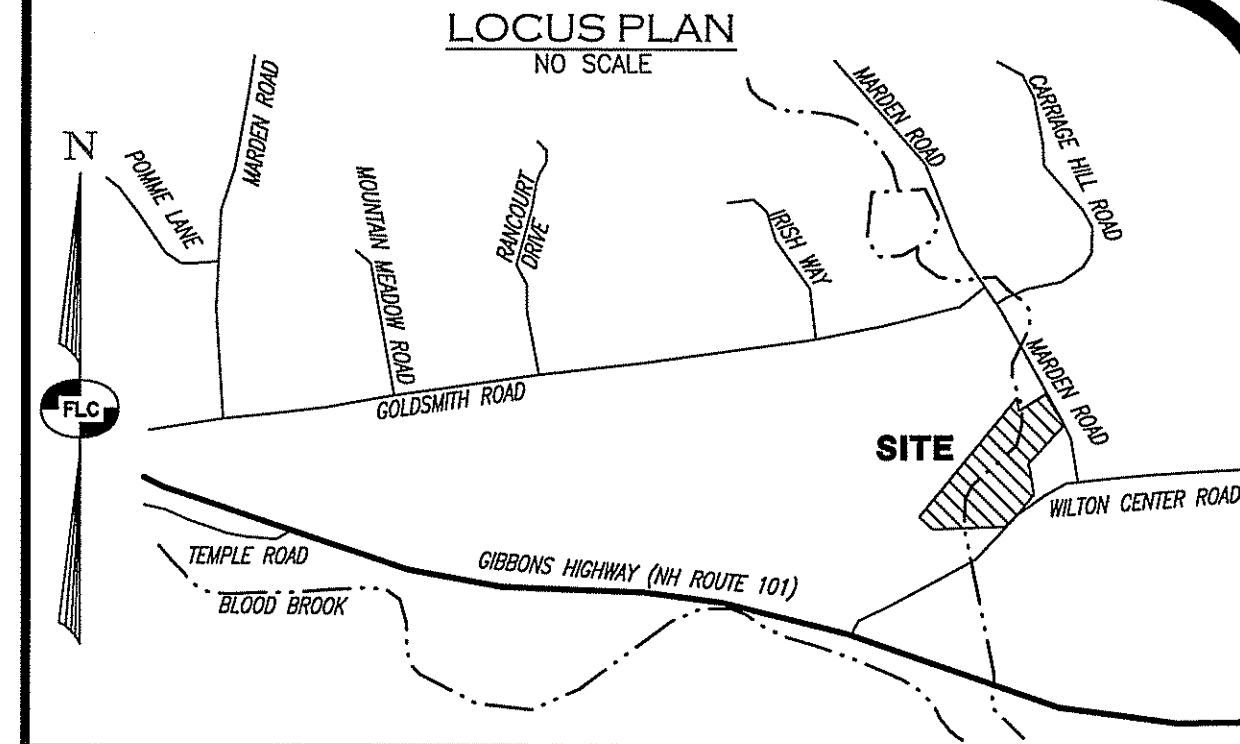 LOCUS PLAN
NO SCALE
N
POMME LANE
MARDEN ROAD
MOUNTAIN MEADOW ROAD
RANCOURT
DRIVE
IRISH WAY
MARDEN ROAD
CARRIAGE HILL ROAD
FLC
GOLDSMITH ROAD
MARDEN ROAD
SITE
WILTON CENTER ROAD
TEMPLE ROAD
GIBBONS HIGHWAY (NH ROUTE 101)
BLOOD BROOK